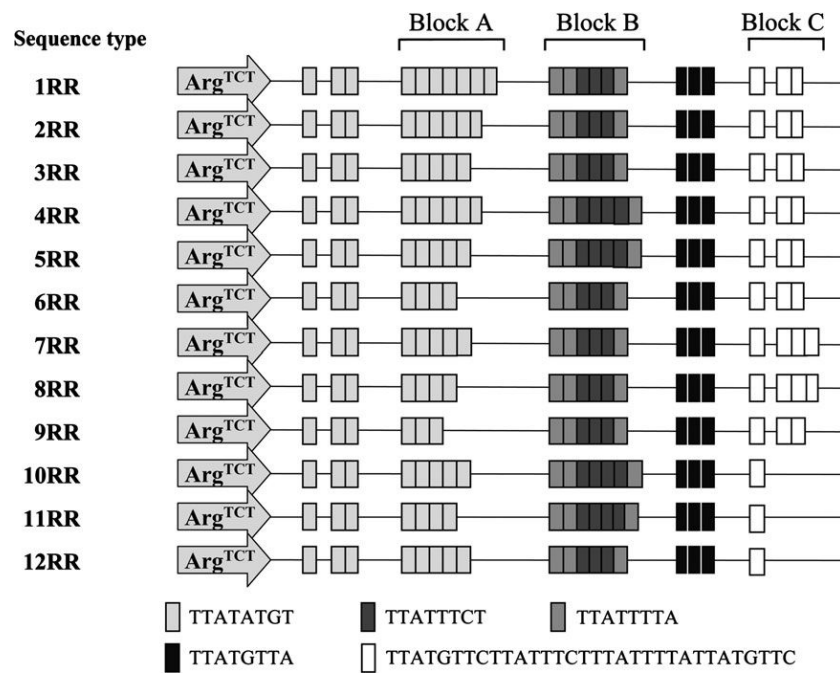 Block A Block B Block C
Sequence type
1RR Arg^TCT
2RR Arg^TCT
3RR Arg^TCT
4RR Arg^TCT
5RR Arg^TCT
6RR Arg^TCT
7RR Arg^TCT
8RR Arg^TCT
9RR Arg^TCT
10RR Arg^TCT
11RR Arg^TCT
12RR Arg^TCT
TTATATGT TTATTTCT TTATTTTA
TTATGTTA TTATGTTCTTATTTCTTTATTTTATTATGTTC